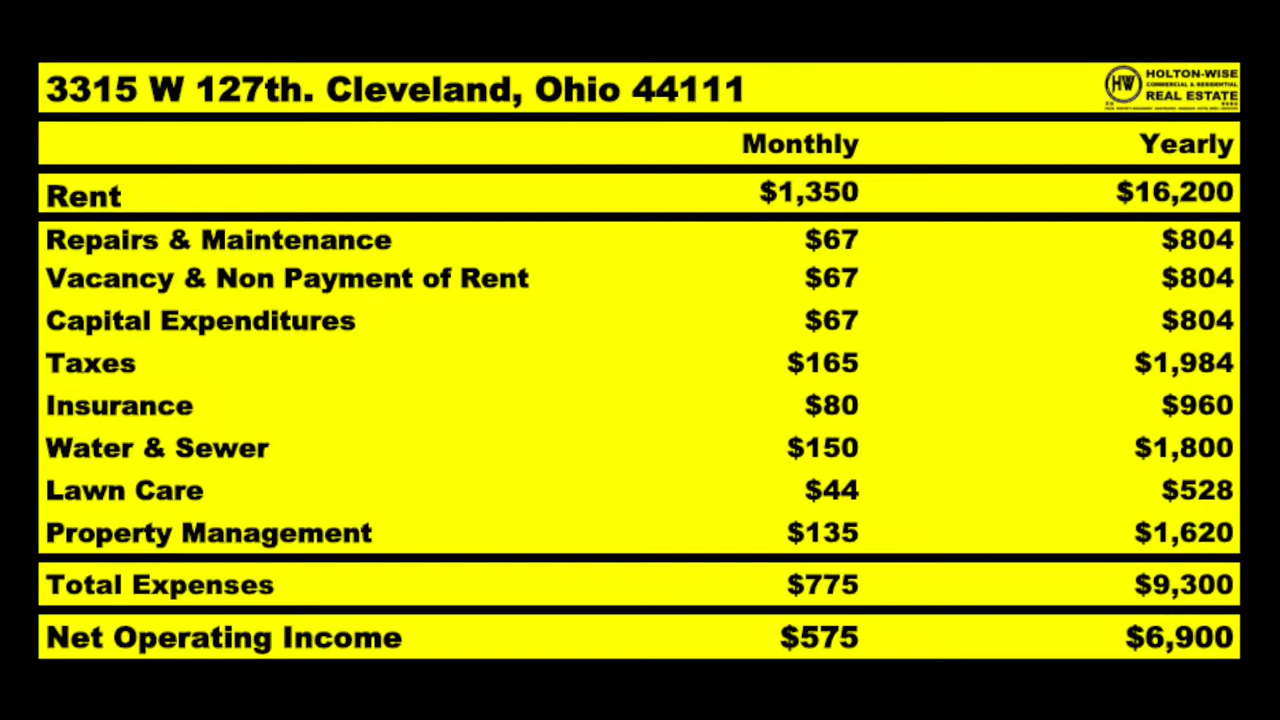 3315 W 127th. Cleveland, Ohio 44111
HW
HOLTON-WISE
COMMERCIAL & RESIDENTIAL
REAL ESTATE
Monthly Yearly
Rent $1,350 $16,200
Repairs & Maintenance $67 $804
Vacancy & Non Payment of Rent $67 $804
Capital Expenditures $67 $804
Taxes $165 $1,984
Insurance $80 $960
Water & Sewer $150 $1,800
Lawn Care $44 $528
Property Management $135 $1,620
Total Expenses $775 $9,300
Net Operating Income $575 $6,900